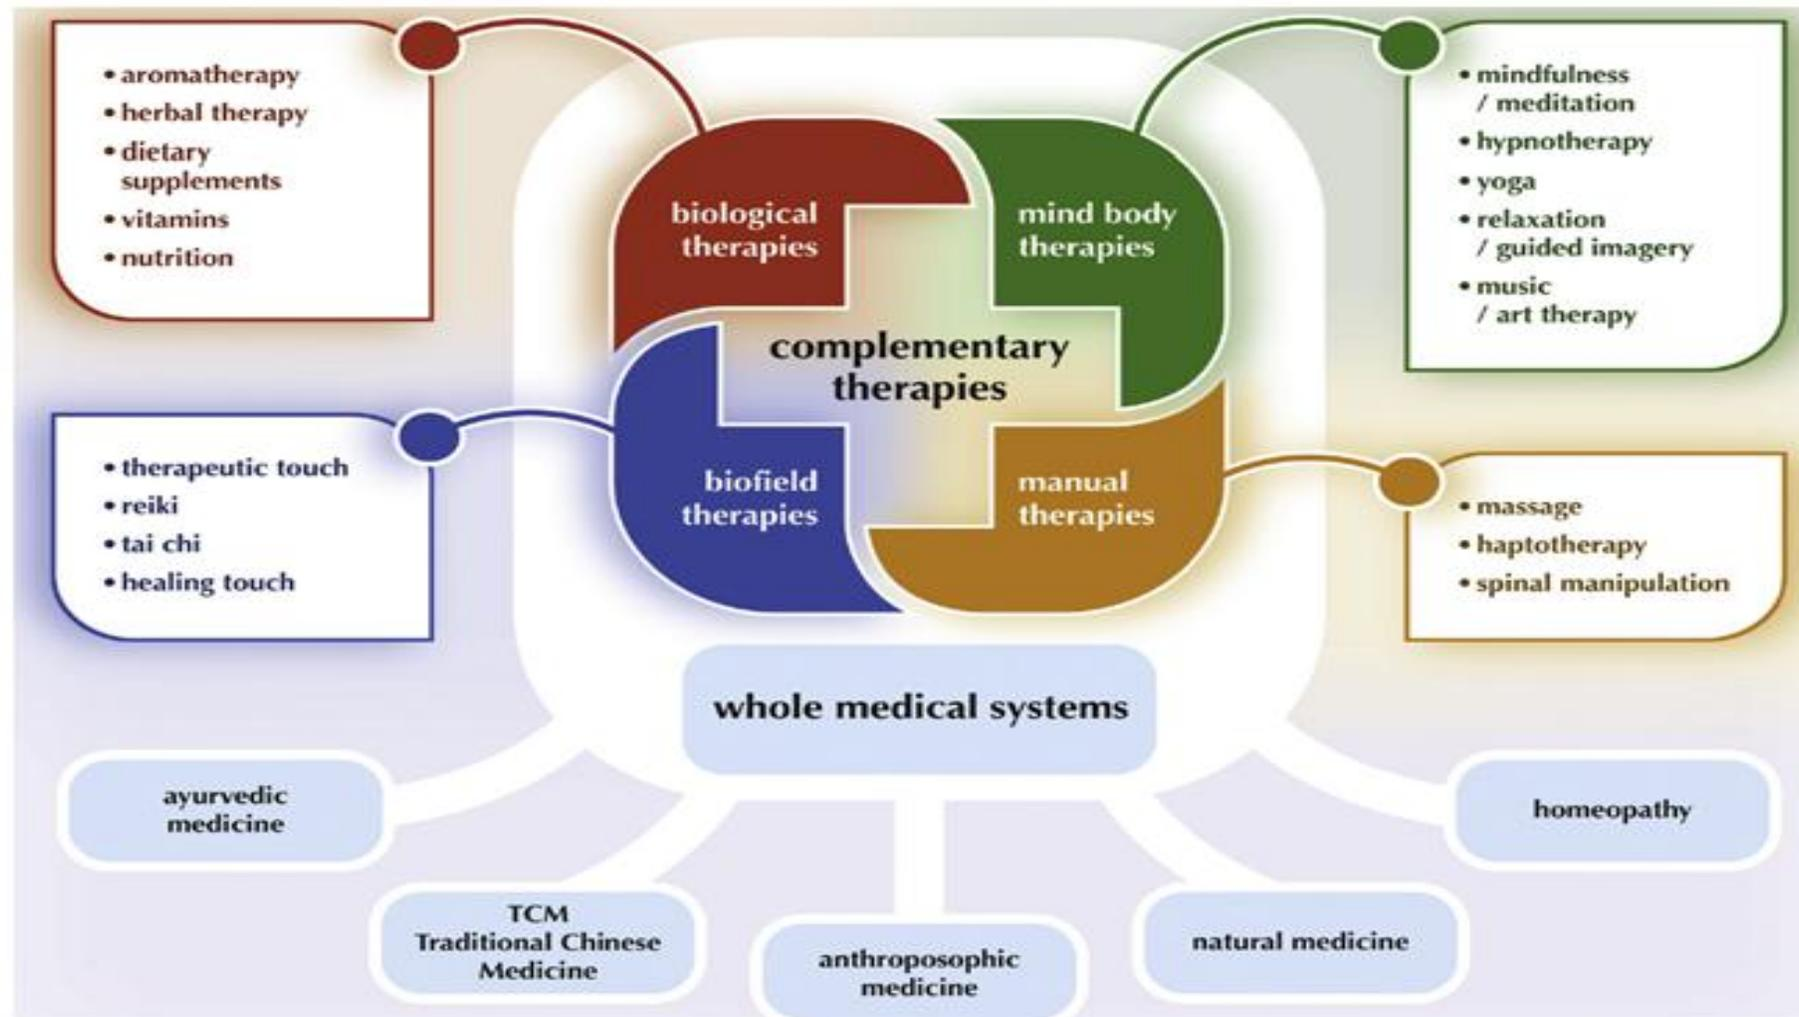 • aromatherapy
• herbal therapy
• dietary
supplements
• vitamins
• nutrition
• mindfulness
/ meditation
• hypnotherapy
• yoga
• relaxation
/ guided imagery
• music
/ art therapy
biological
therapies
mind body
therapies
complementary
therapies
• therapeutic touch
• reiki
• tai chi
• healing touch
biofield
therapies
manual
therapies
• massage
• haptotherapy
• spinal manipulation
whole medical systems
ayurvedic
medicine
TCM
Traditional Chinese
Medicine
anthroposophic
medicine
natural medicine
homeopathy